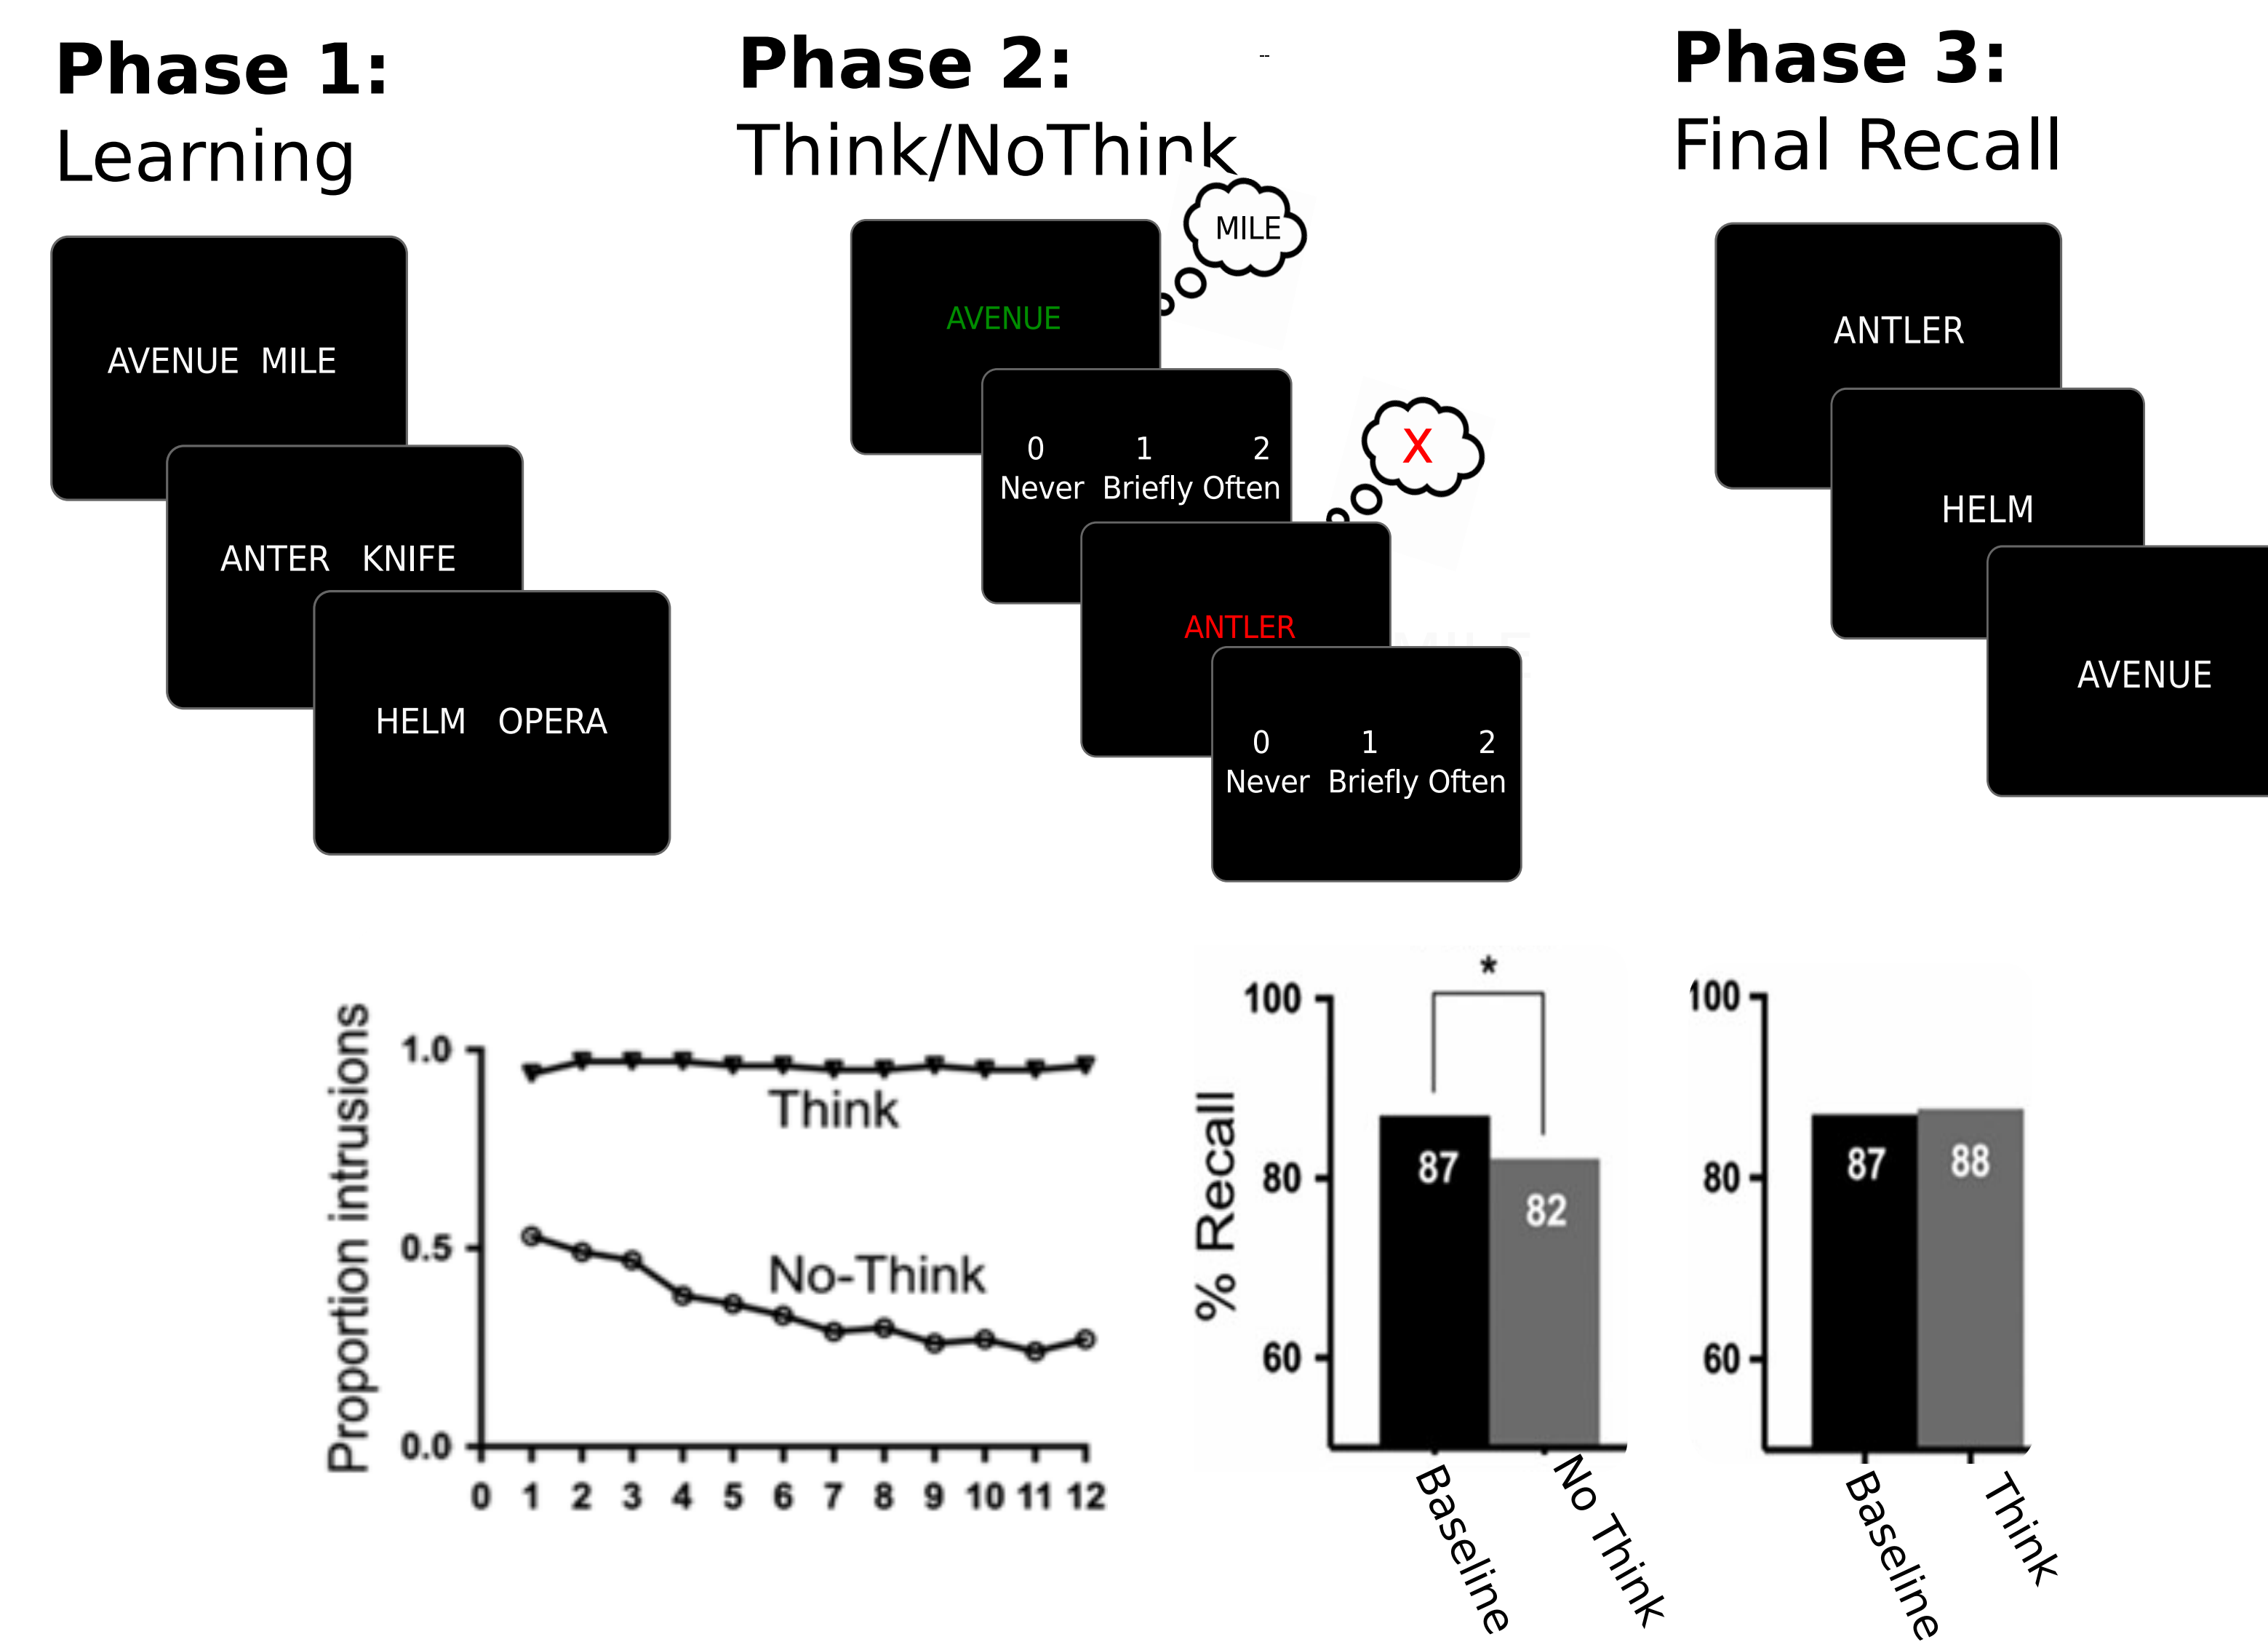 Phase 1:
Learning
AVENUE MILE
ANTER KNIFE
HELM OPERA
Phase 2:
--
Think/NoThink
MILE
AVENUE
0 1 2
Never Briefly Often
X
ANTLER
0 1 2
Never Briefly Often
Phase 3:
Final Recall
ANTLER
HELM
AVENUE
Proportion intrusions
1.0
0.5
0.0
Think
No-Think
0 1 2 3 4 5 6 7 8 9 10 11 12
% Recall
*
100
80
60
87
82
Baseline
No Think
100
80
60
87
88
Baseline
Think